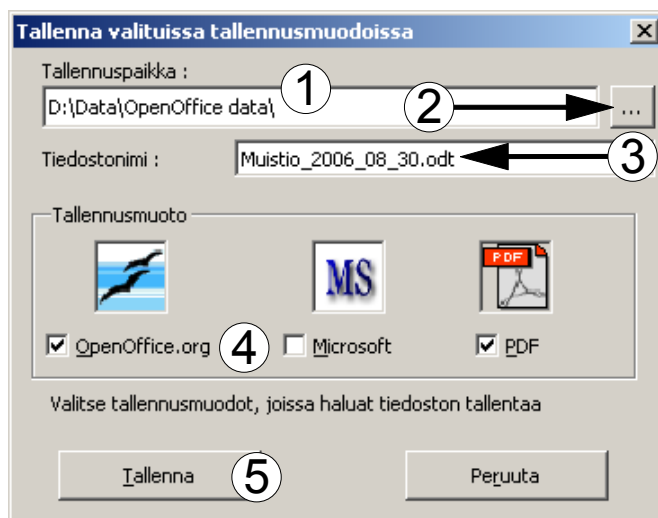 Tallenna valituissa tallennusmuodoissa
Tallennuspaikka :
1
D:\Data\OpenOffice data\
2
...
Tiedostonimi :
Muistio_2006_08_30.odt
3
Tallennusmuoto
MS
PDF
OpenOffice.org
4
Microsoft
PDF
Valitse tallennusmuodot, joissa haluat tiedoston tallentaa
Tallenna
5
Peruuta